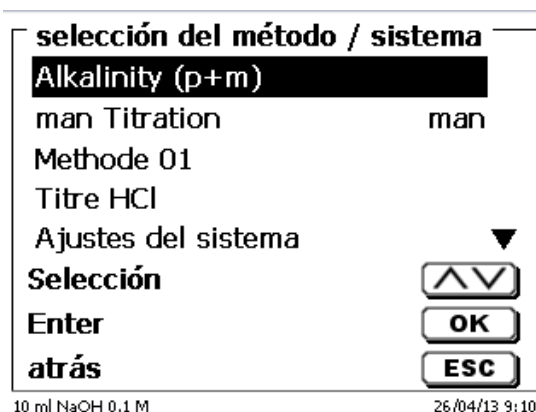 selección del método / sistema
Alkalinity (p+m)
man Titration man
Methode 01
Titre HCl
Ajustes del sistema ▼
Selección
Enter OK
atrás ESC
10 ml NaOH 0.1 M 26/04/13 9:10